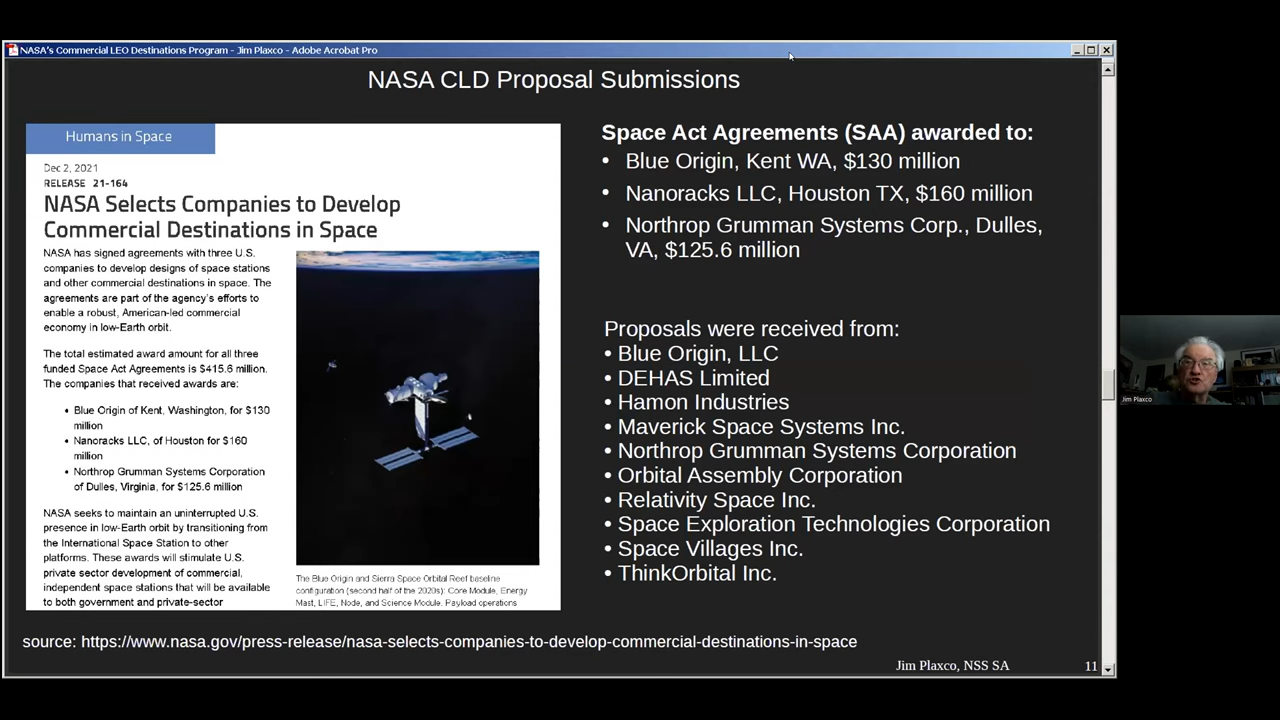 NASA's Commercial LEO Destinations Program - Jim Plaxco - Adobe Acrobat Pro
NASA CLD Proposal Submissions
Humans in Space
Dec 2, 2021
RELEASE 21-164
NASA Selects Companies to Develop
Commercial Destinations in Space
NASA has signed agreements with three U.S.
companies to develop designs of space stations
and other commercial destinations in space. The
agreements are part of the agency's efforts to
enable a robust, American-led commercial
economy in low-Earth orbit.
The total estimated award amount for all three
funded Space Act Agreements is $415.6 million.
The companies that received awards are:
• Blue Origin of Kent, Washington, for $130
million
• Nanoracks LLC, of Houston for $160
million
• Northrop Grumman Systems Corporation
of Dulles, Virginia, for $125.6 million
NASA seeks to maintain an uninterrupted U.S.
presence in low-Earth orbit by transitioning from
the International Space Station to other
platforms. These awards will stimulate U.S.
private sector development of commercial,
independent space stations that will be available
to both government and private-sector
The Blue Origin and Sierra Space Orbital Reef baseline
configuration (second half of the 2020s): Core Module, Energy
Mast, LIFE, Node, and Science Module. Payload operations
Space Act Agreements (SAA) awarded to:
• Blue Origin, Kent WA, $130 million
• Nanoracks LLC, Houston TX, $160 million
• Northrop Grumman Systems Corp., Dulles,
VA, $125.6 million
Proposals were received from:
• Blue Origin, LLC
• DEHAS Limited
• Hamon Industries
• Maverick Space Systems Inc.
• Northrop Grumman Systems Corporation
• Orbital Assembly Corporation
• Relativity Space Inc.
• Space Exploration Technologies Corporation
• Space Villages Inc.
• ThinkOrbital Inc.
source: https://www.nasa.gov/press-release/nasa-selects-companies-to-develop-commercial-destinations-in-space
Jim Plaxco, NSS SA
11
Jim Plaxco